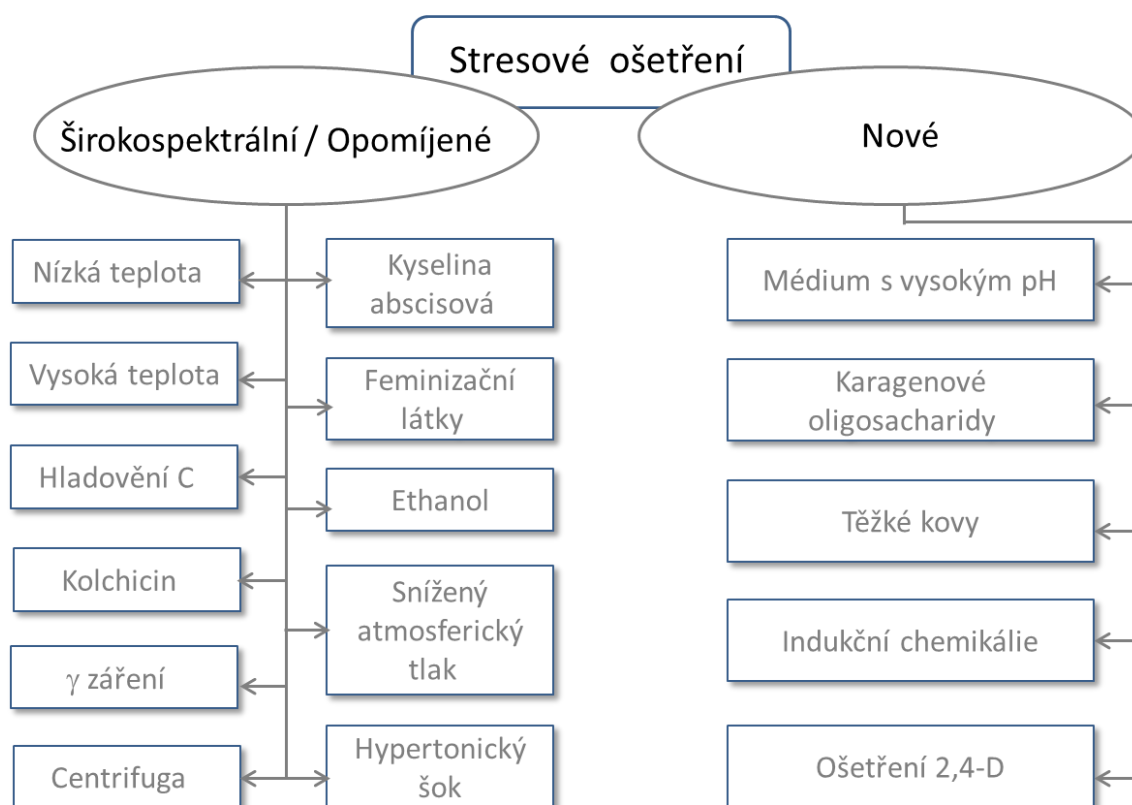 Stresové ošetření
Širokospektrální / Opomíjené
Nové
Nízká teplota
Vysoká teplota
Hladovění C
Kolchicin
γ záření
Centrifuga
Kyselina
abscisová
Feminizační
látky
Ethanol
Snížený
atmosferický
tlak
Hypertonický
šok
Médium s vysokým pH
Karagenové
oligosacharidy
Těžké kovy
Indukční chemikálie
Ošetření 2,4-D